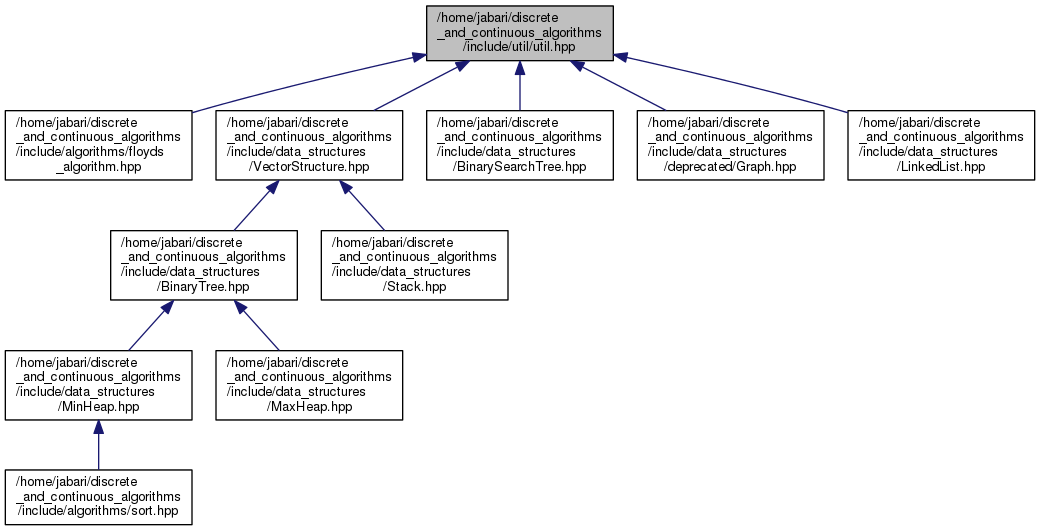 /home/jabari/discrete
_and_continuous_algorithms
/include/util/util.hpp
/home/jabari/discrete
_and_continuous_algorithms
/include/algorithms/floyds
_algorithm.hpp
/home/jabari/discrete
_and_continuous_algorithms
/include/data_structures
/VectorStructure.hpp
/home/jabari/discrete
_and_continuous_algorithms
/include/data_structures
/BinarySearchTree.hpp
/home/jabari/discrete
_and_continuous_algorithms
/include/data_structures
/deprecated/Graph.hpp
/home/jabari/discrete
_and_continuous_algorithms
/include/data_structures
/LinkedList.hpp
/home/jabari/discrete
_and_continuous_algorithms
/include/data_structures
/BinaryTree.hpp
/home/jabari/discrete
_and_continuous_algorithms
/include/data_structures
/Stack.hpp
/home/jabari/discrete
_and_continuous_algorithms
/include/data_structures
/MinHeap.hpp
/home/jabari/discrete
_and_continuous_algorithms
/include/data_structures
/MaxHeap.hpp
/home/jabari/discrete
_and_continuous_algorithms
/include/algorithms/sort.hpp